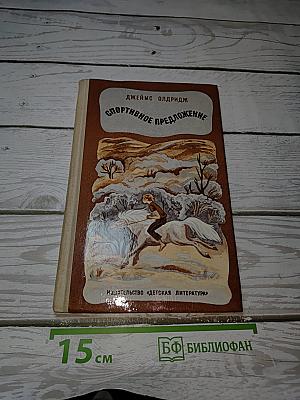 ДЖЕЙМС ОЛДРИДЖ
СПОРТИВНОЕ ПРЕДЛОЖЕНИЕ
ИЗДАТЕЛЬСТВО «ДЕТСКАЯ ЛИТЕРАТУРА»
15 см
БФ БИБЛИОФАН